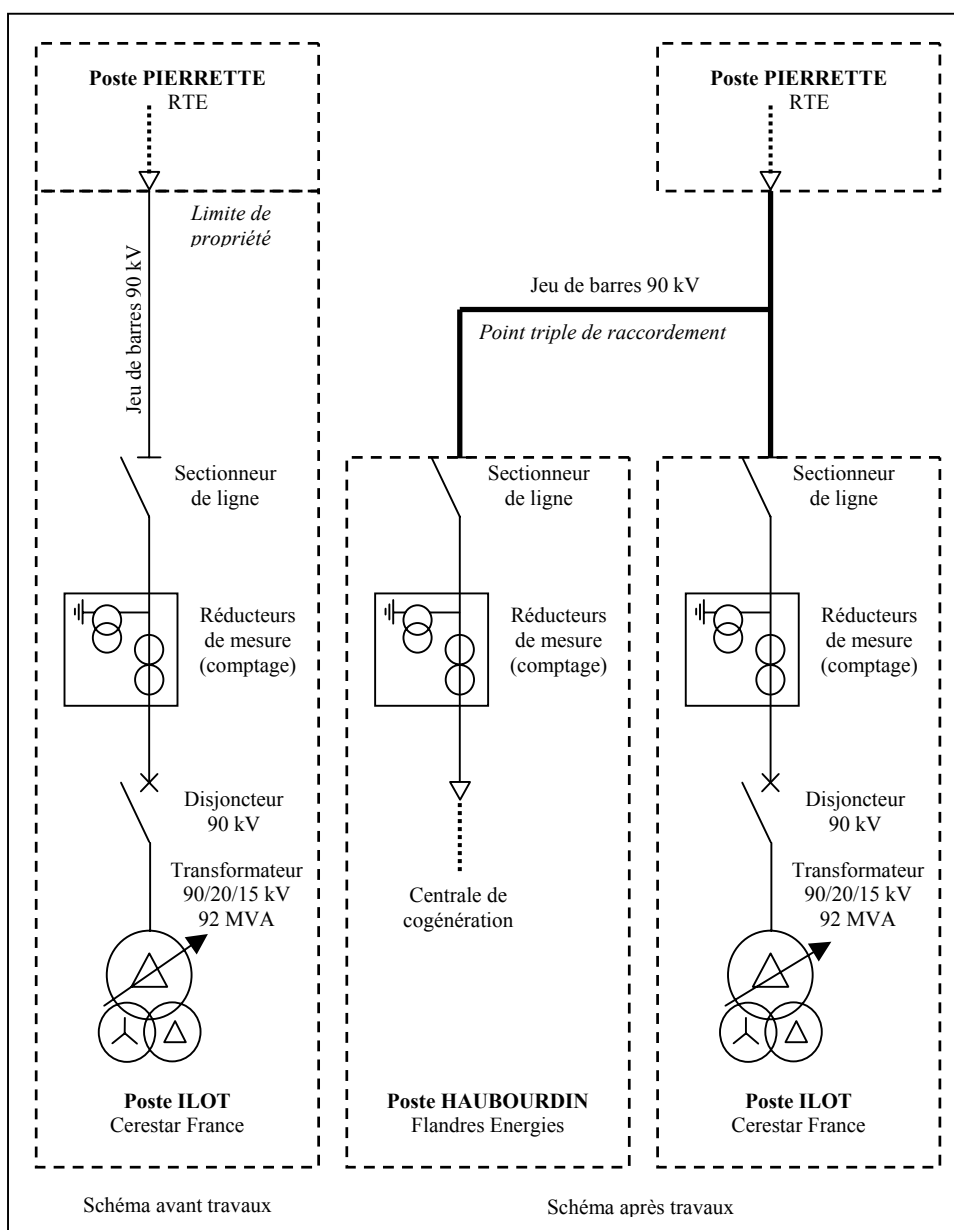 Poste PIERRETTE
RTE
Limite de
propriété
Jeu de barres 90 kV
Sectionneur
de ligne
Réducteurs
de mesure
(comptage)
Disjoncteur
90 kV
Transformateur
90/20/15 kV
92 MVA
Poste ILOT
Cerestar France
Schéma avant travaux
Poste PIERRETTE
RTE
Jeu de barres 90 kV
Point triple de raccordement
Sectionneur
de ligne
Réducteurs
de mesure
(comptage)
Centrale de
cogénération
Poste HAUBOURDIN
Flandres Energies
Sectionneur
de ligne
Réducteurs
de mesure
(comptage)
Disjoncteur
90 kV
Transformateur
90/20/15 kV
92 MVA
Poste ILOT
Cerestar France
Schéma après travaux